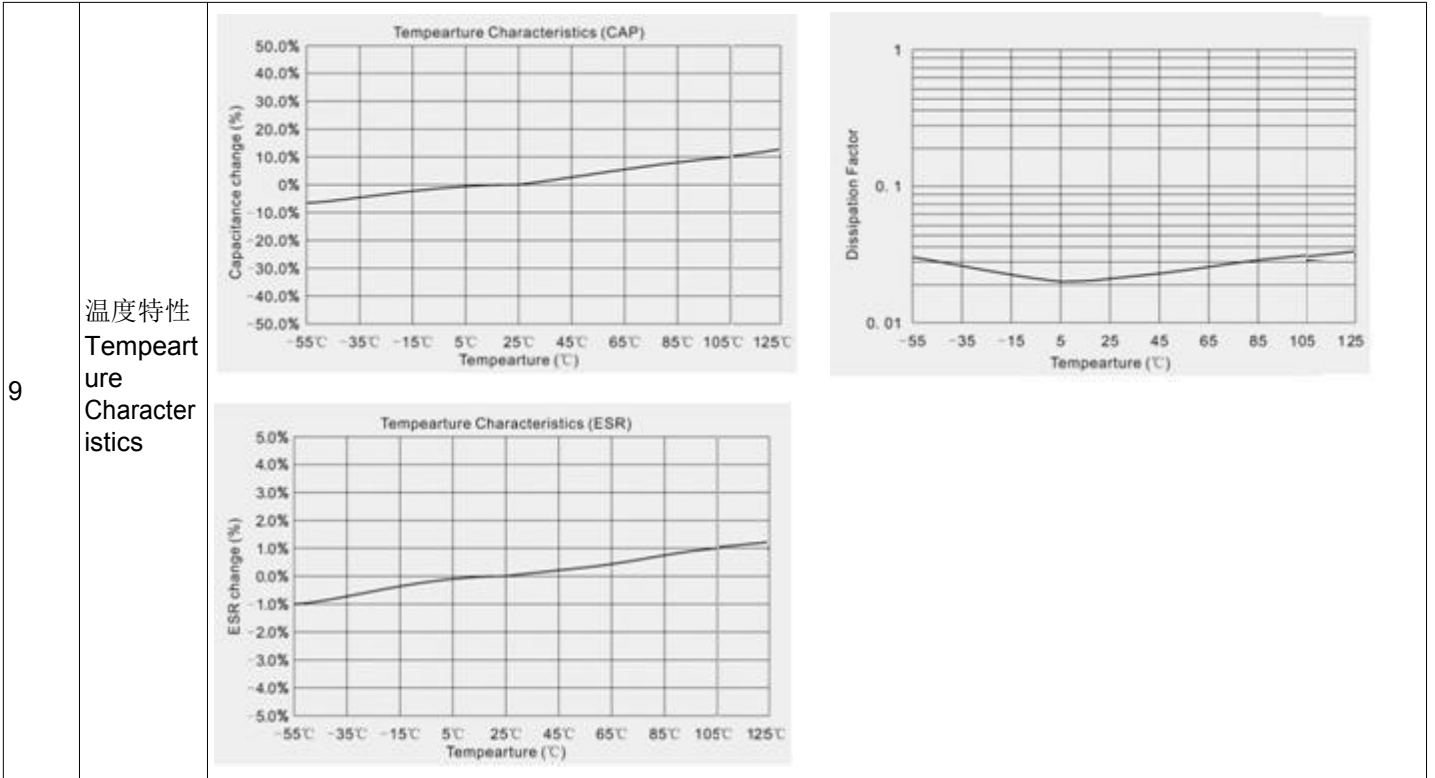 9
温度特性
Tempeart
ure
Character
istics
Tempearture Characteristics (CAP)
50.0%
40.0%
30.0%
20.0%
10.0%
0%
-10.0%
-20.0%
-30.0%
-40.0%
-50.0%
Capacitance change (%)
-55℃ -35℃ -15℃ 5℃ 25℃ 45℃ 65℃ 85℃ 105℃ 125℃
Tempearture (℃)
1
0.1
0.01
Dissipation Factor
-55 -35 -15 5 25 45 65 85 105 125
Tempearture (℃)
Tempearture Characteristics (ESR)
5.0%
4.0%
3.0%
2.0%
1.0%
0.0%
-1.0%
-2.0%
-3.0%
-4.0%
-5.0%
ESR change (%)
-55℃ -35℃ -15℃ 5℃ 25℃ 45℃ 65℃ 85℃ 105℃ 125℃
Tempearture (℃)